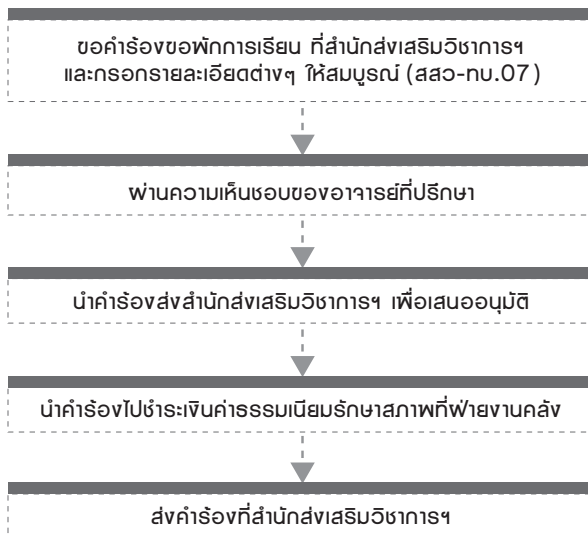 ขอคำร้องขอพักการเรียน ที่สำนักส่งเสริมวิชาการฯ
และกรอกรายละเอียดต่างๆ ให้สมบูรณ์ (สสว-ทบ.07)
ผ่านความเห็นชอบของอาจารย์ที่ปรึกษา
นำคำร้องส่งสำนักส่งเสริมวิชาการฯ เพื่อเสนออนุมัติ
นำคำร้องไปชำระเงินค่าธรรมเนียมรักษาสภาพที่ฝ่ายงานคลัง
ส่งคำร้องที่สำนักส่งเสริมวิชาการฯ